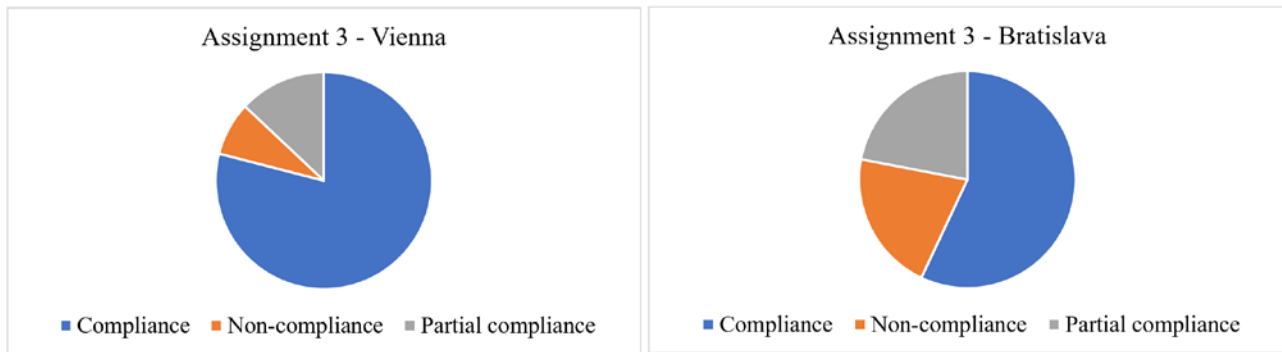 Assignment 3 - Vienna
Compliance Non-compliance Partial compliance
Assignment 3 - Bratislava
Compliance Non-compliance Partial compliance